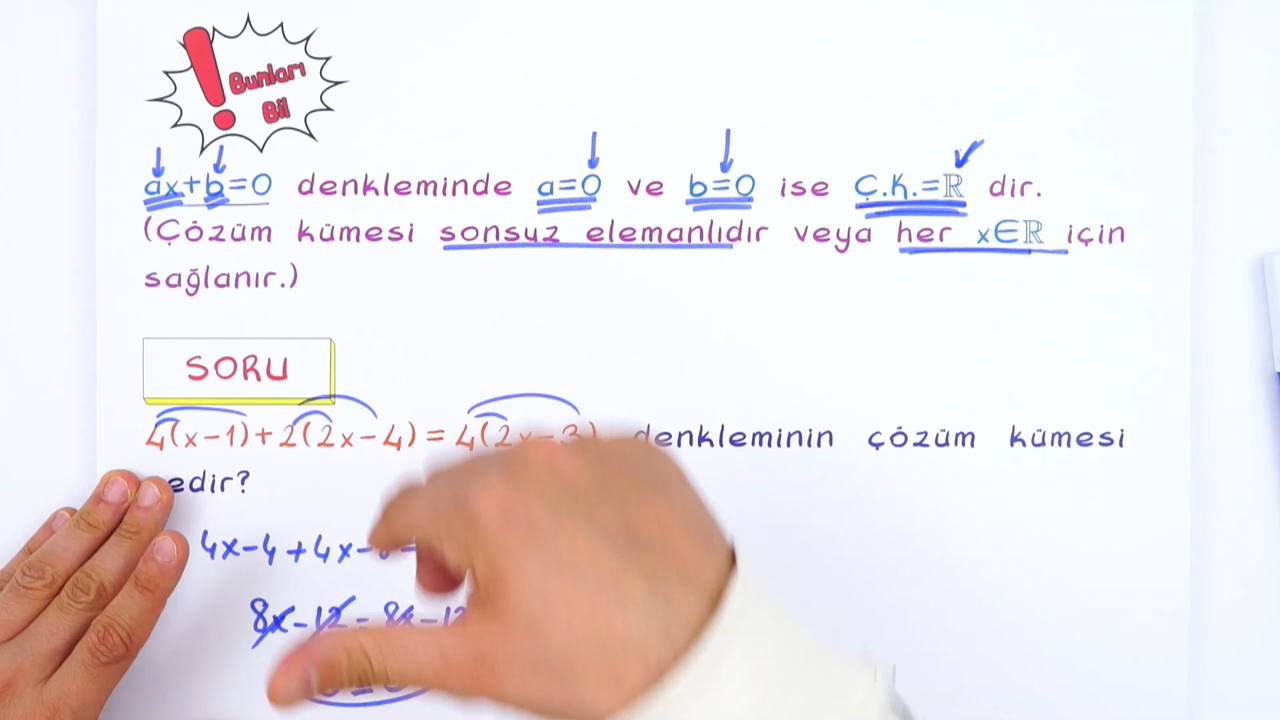 Bunları
Bil
ax+b=0 denkleminde a=0 ve b=0 ise Ç.K.=ℝ dir.
(Çözüm kümesi sonsuz elemanlıdır veya her x∈ℝ için
sağlanır.)
SORU
4(x-1)+2(2x-4)=4(2x-3) denkleminin çözüm kümesi
edir?
4x-4+4x-
8x-12=8x-12